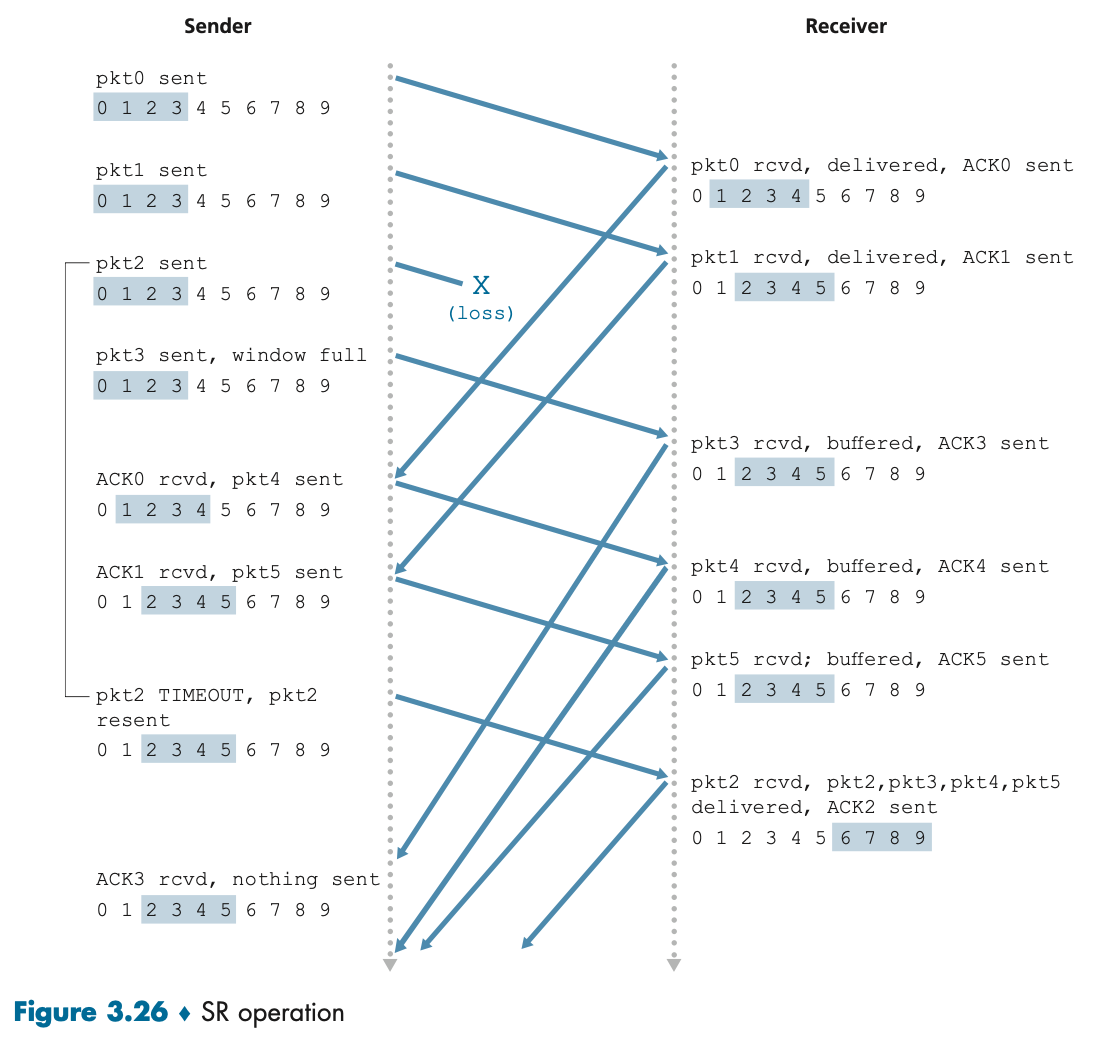 Sender
Receiver
pkt0 sent
0 1 2 3 4 5 6 7 8 9
pkt1 sent
0 1 2 3 4 5 6 7 8 9
pkt2 sent
0 1 2 3 4 5 6 7 8 9
pkt3 sent, window full
0 1 2 3 4 5 6 7 8 9
ACK0 rcvd, pkt4 sent
0 1 2 3 4 5 6 7 8 9
ACK1 rcvd, pkt5 sent
0 1 2 3 4 5 6 7 8 9
pkt2 TIMEOUT, pkt2
resent
0 1 2 3 4 5 6 7 8 9
ACK3 rcvd, nothing sent
0 1 2 3 4 5 6 7 8 9
X
(loss)
pkt0 rcvd, delivered, ACK0 sent
0 1 2 3 4 5 6 7 8 9
pkt1 rcvd, delivered, ACK1 sent
0 1 2 3 4 5 6 7 8 9
pkt3 rcvd, buffered, ACK3 sent
0 1 2 3 4 5 6 7 8 9
pkt4 rcvd, buffered, ACK4 sent
0 1 2 3 4 5 6 7 8 9
pkt5 rcvd; buffered, ACK5 sent
0 1 2 3 4 5 6 7 8 9
pkt2 rcvd, pkt2,pkt3,pkt4,pkt5
delivered, ACK2 sent
0 1 2 3 4 5 6 7 8 9
Figure 3.26 ♦ SR operation